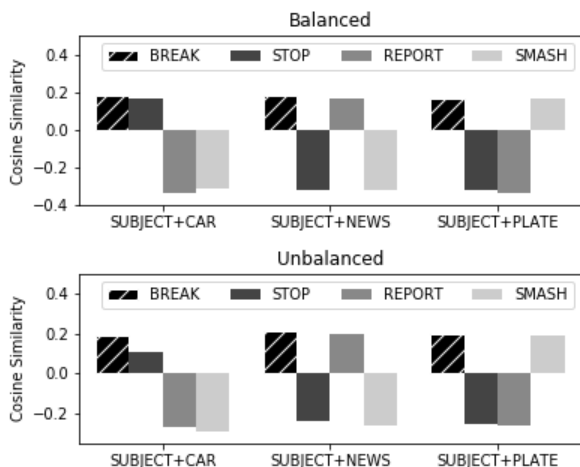 Balanced
0.4
BREAK STOP REPORT SMASH
0.2
0.0
−0.2
−0.4
Cosine Similarity
SUBJECT+CAR SUBJECT+NEWS SUBJECT+PLATE
Unbalanced
0.4
BREAK STOP REPORT SMASH
0.2
0.0
−0.2
Cosine Similarity
SUBJECT+CAR SUBJECT+NEWS SUBJECT+PLATE